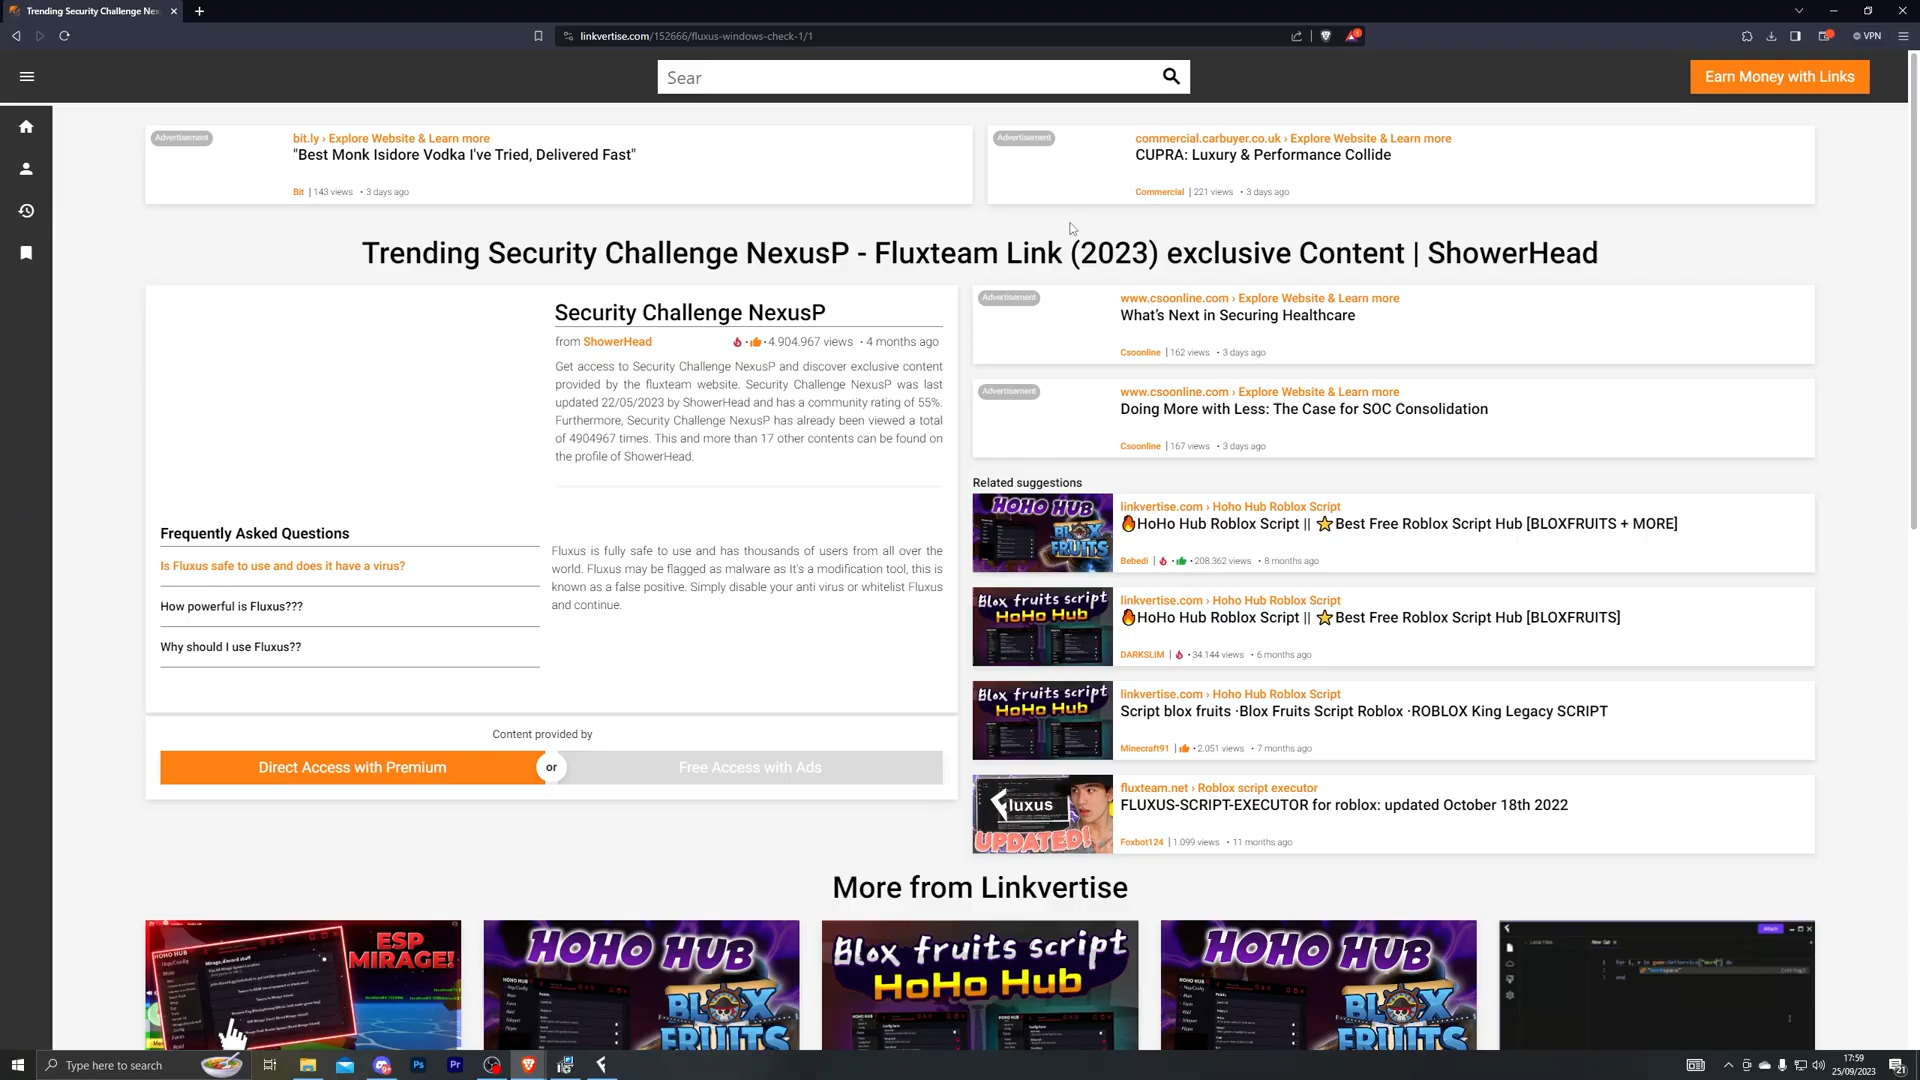 Trending Security Challenge Nex
linkvertise.com/152666/fluxus-windows-check-1/1
VPN
Sear
Earn Money with Links
Advertisement
bit.ly › Explore Website & Learn more
"Best Monk Isidore Vodka I've Tried, Delivered Fast"
Bit | 143 views • 3 days ago
Advertisement
commercial.carbuyer.co.uk › Explore Website & Learn more
CUPRA: Luxury & Performance Collide
Commercial | 221 views • 3 days ago
Trending Security Challenge NexusP - Fluxteam Link (2023) exclusive Content | ShowerHead
Security Challenge NexusP
from ShowerHead
4.904.967 views • 4 months ago
Get access to Security Challenge NexusP and discover exclusive content
provided by the fluxteam website. Security Challenge NexusP was last
updated 22/05/2023 by ShowerHead and has a community rating of 55%.
Furthermore, Security Challenge NexusP has already been viewed a total
of 4904967 times. This and more than 17 other contents can be found on
the profile of ShowerHead.
Frequently Asked Questions
Is Fluxus safe to use and does it have a virus?
How powerful is Fluxus???
Why should I use Fluxus??
Fluxus is fully safe to use and has thousands of users from all over the
world. Fluxus may be flagged as malware as It's a modification tool, this is
known as a false positive. Simply disable your anti virus or whitelist Fluxus
and continue.
Content provided by
Direct Access with Premium
or
Free Access with Ads
Advertisement
www.csoonline.com › Explore Website & Learn more
What's Next in Securing Healthcare
Csoonline | 162 views • 3 days ago
Advertisement
www.csoonline.com › Explore Website & Learn more
Doing More with Less: The Case for SOC Consolidation
Csoonline | 167 views • 3 days ago
Related suggestions
HOHO HUB
BLOX
FRUITS
linkvertise.com › Hoho Hub Roblox Script
🔥HoHo Hub Roblox Script || ⭐Best Free Roblox Script Hub [BLOXFRUITS + MORE]
Bebedi | • 208.362 views • 8 months ago
Blox fruits script
HoHo Hub
linkvertise.com › Hoho Hub Roblox Script
🔥HoHo Hub Roblox Script || ⭐Best Free Roblox Script Hub [BLOXFRUITS]
DARKSLIM | • 34.144 views • 6 months ago
Blox fruits script
HoHo Hub
linkvertise.com › Hoho Hub Roblox Script
Script blox fruits ·Blox Fruits Script Roblox ·ROBLOX King Legacy SCRIPT
Minecraft91 | • 2.051 views • 7 months ago
Fluxus
UPDATED!
fluxteam.net › Roblox script executor
FLUXUS-SCRIPT-EXECUTOR for roblox: updated October 18th 2022
Foxbot124 | 1.099 views • 11 months ago
More from Linkvertise
HOHO HUB
ESP
MIRAGE!
HOHO HUB
BLOX
FRUITS
Blox fruits script
HoHo Hub
HOHO HUB
BLOX
FRUITS
Type here to search
Ps
Pr
17:59
25/09/2023
21